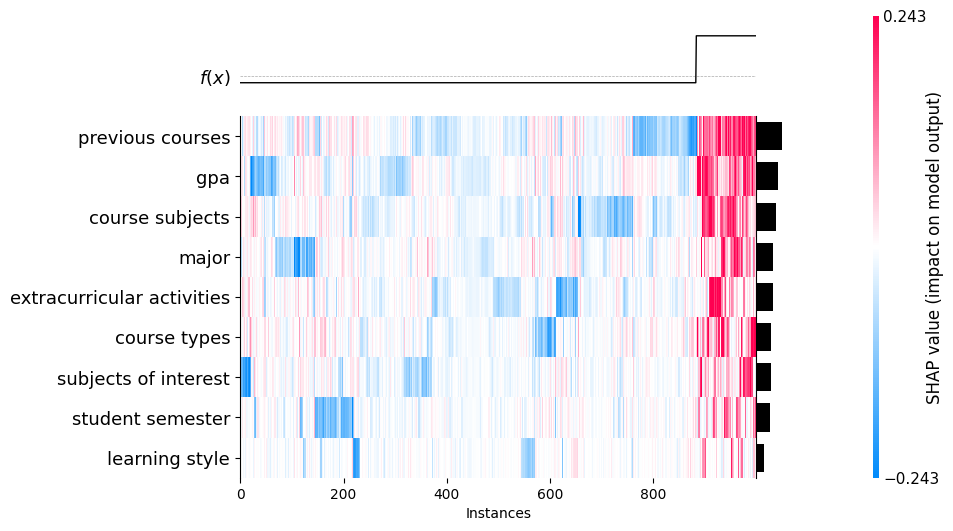 0.243
f(x)
previous courses
gpa
course subjects
major
extracurricular activities
course types
subjects of interest
student semester
learning style
0 200 400 600 800
Instances
SHAP value (impact on model output)
−0.243